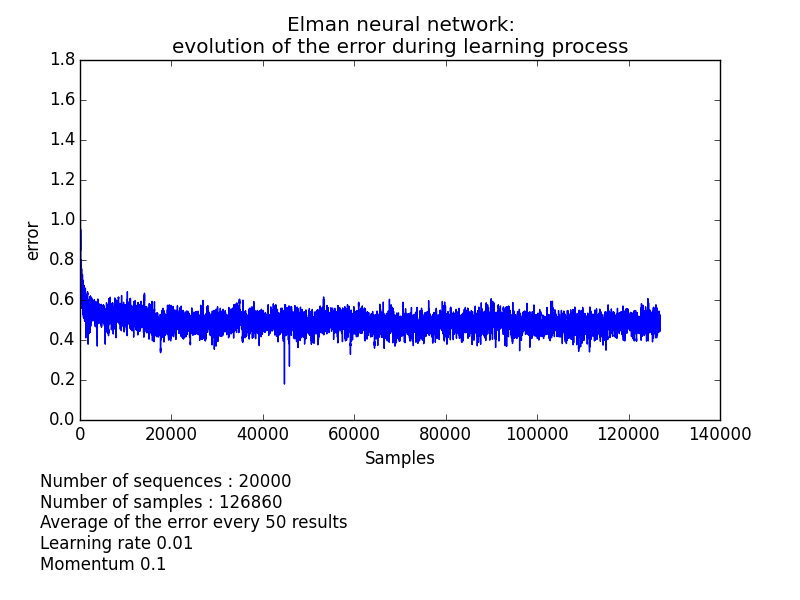 Elman neural network:
evolution of the error during learning process
1.8
1.6
1.4
1.2
1.0
0.8
0.6
0.4
0.2
0.0
error
0 20000 40000 60000 80000 100000 120000 140000
Samples
Number of sequences : 20000
Number of samples : 126860
Average of the error every 50 results
Learning rate 0.01
Momentum 0.1